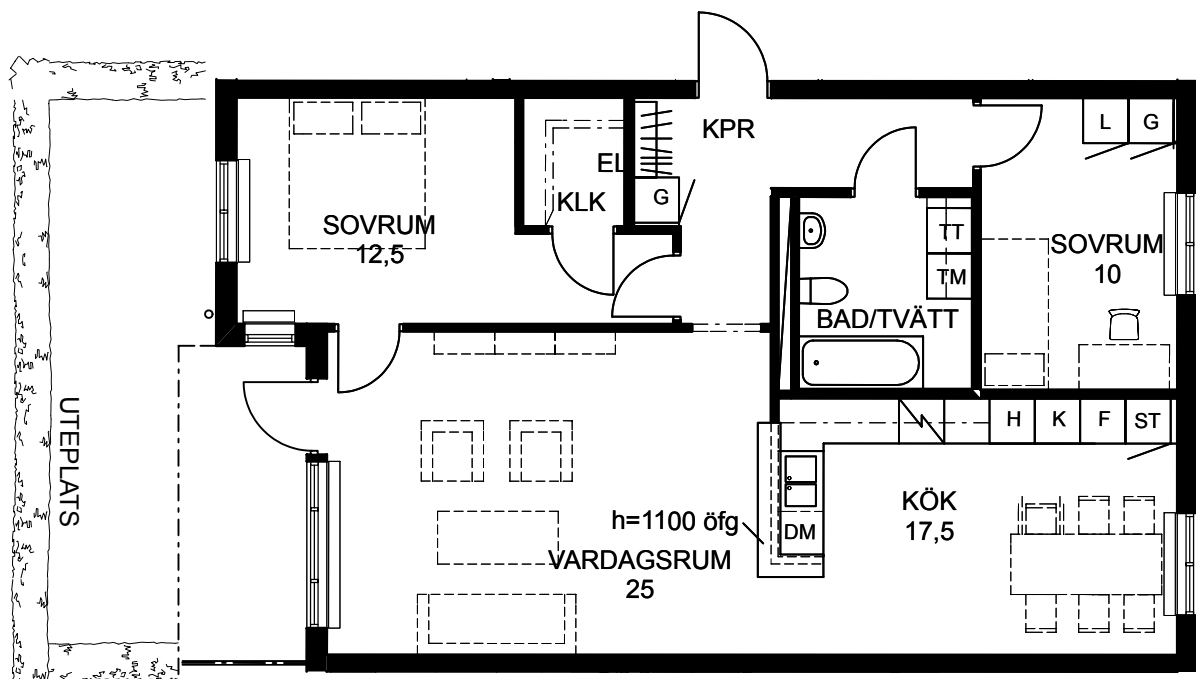 KPR
L
G
EL
KLK
G
SOVRUM
12,5
TT
TM
SOVRUM
10
BAD/TVÄTT
UTEPLATS
H
K
F
ST
KÖK
17,5
h=1100 öfg
DM
VARDAGSRUM
25